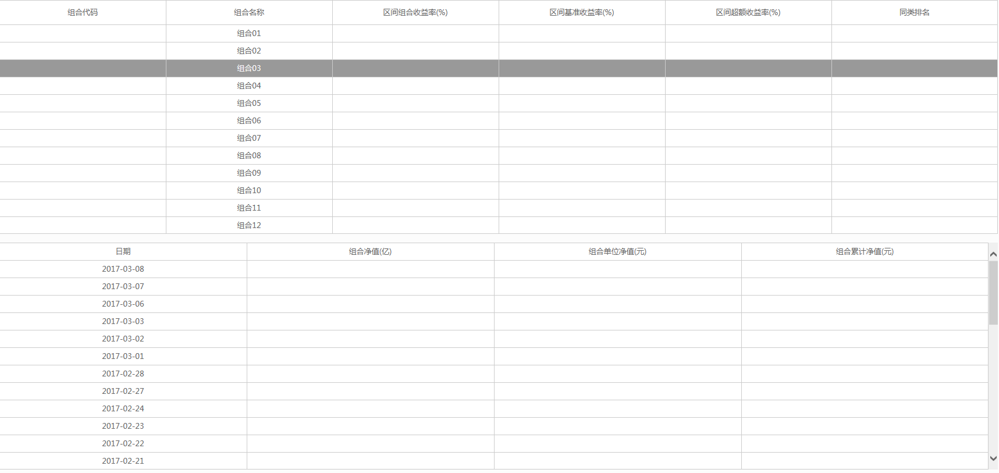 组合代码 组合名称 区间组合收益率(%) 区间基准收益率(%) 区间超额收益率(%) 同类排名
组合01
组合02
组合03
组合04
组合05
组合06
组合07
组合08
组合09
组合10
组合11
组合12
日期 组合净值(亿) 组合单位净值(元) 组合累计净值(元)
2017-03-08
2017-03-07
2017-03-06
2017-03-03
2017-03-02
2017-03-01
2017-02-28
2017-02-27
2017-02-24
2017-02-23
2017-02-22
2017-02-21